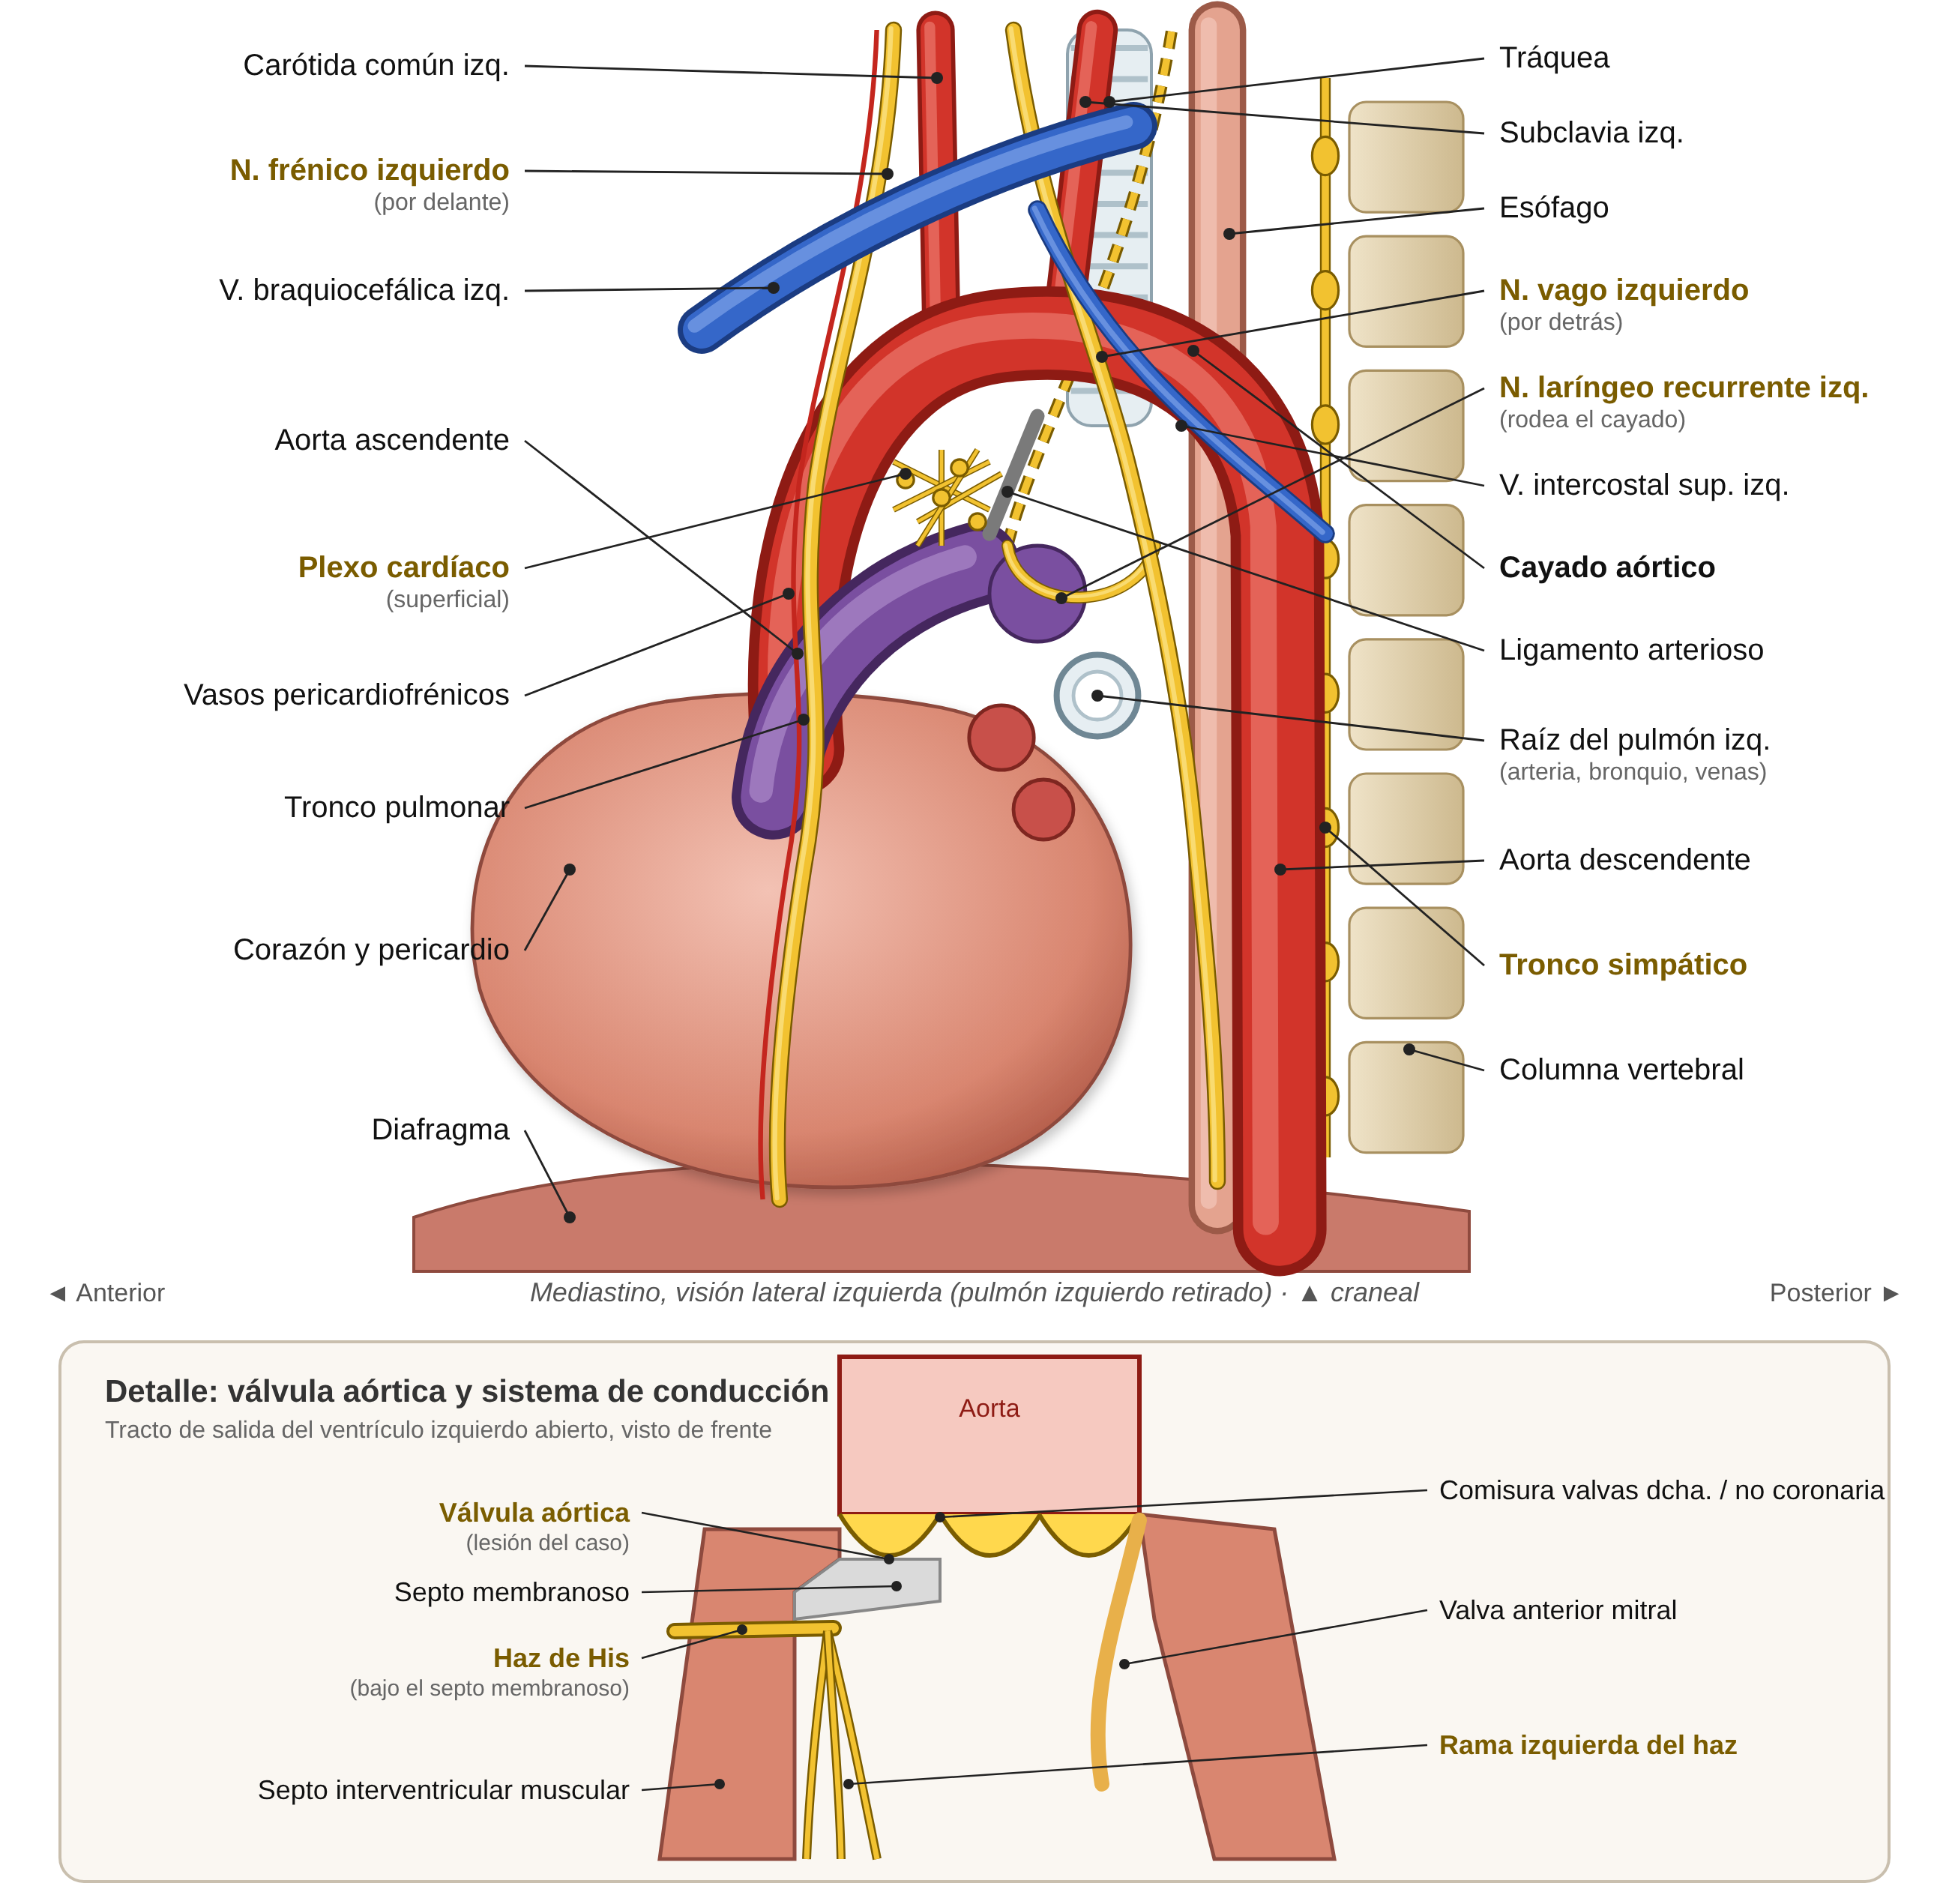 Carótida común izq.
N. frénico izquierdo
(por delante)
V. braquiocefálica izq.
Aorta ascendente
Plexo cardíaco
(superficial)
Vasos pericardiofrénicos
Tronco pulmonar
Corazón y pericardio
Diafragma
Tráquea
Subclavia izq.
Esófago
N. vago izquierdo
(por detrás)
N. laríngeo recurrente izq.
(rodea el cayado)
V. intercostal sup. izq.
Cayado aórtico
Ligamento arterioso
Raíz del pulmón izq.
(arteria, bronquio, venas)
Aorta descendente
Tronco simpático
Columna vertebral
◄ Anterior
Mediastino, visión lateral izquierda (pulmón izquierdo retirado) · ▲ craneal
Posterior ►
Detalle: válvula aórtica y sistema de conducción
Tracto de salida del ventrículo izquierdo abierto, visto de frente
Aorta
Válvula aórtica
(lesión del caso)
Septo membranoso
Haz de His
(bajo el septo membranoso)
Septo interventricular muscular
Comisura valvas dcha. / no coronaria
Valva anterior mitral
Rama izquierda del haz